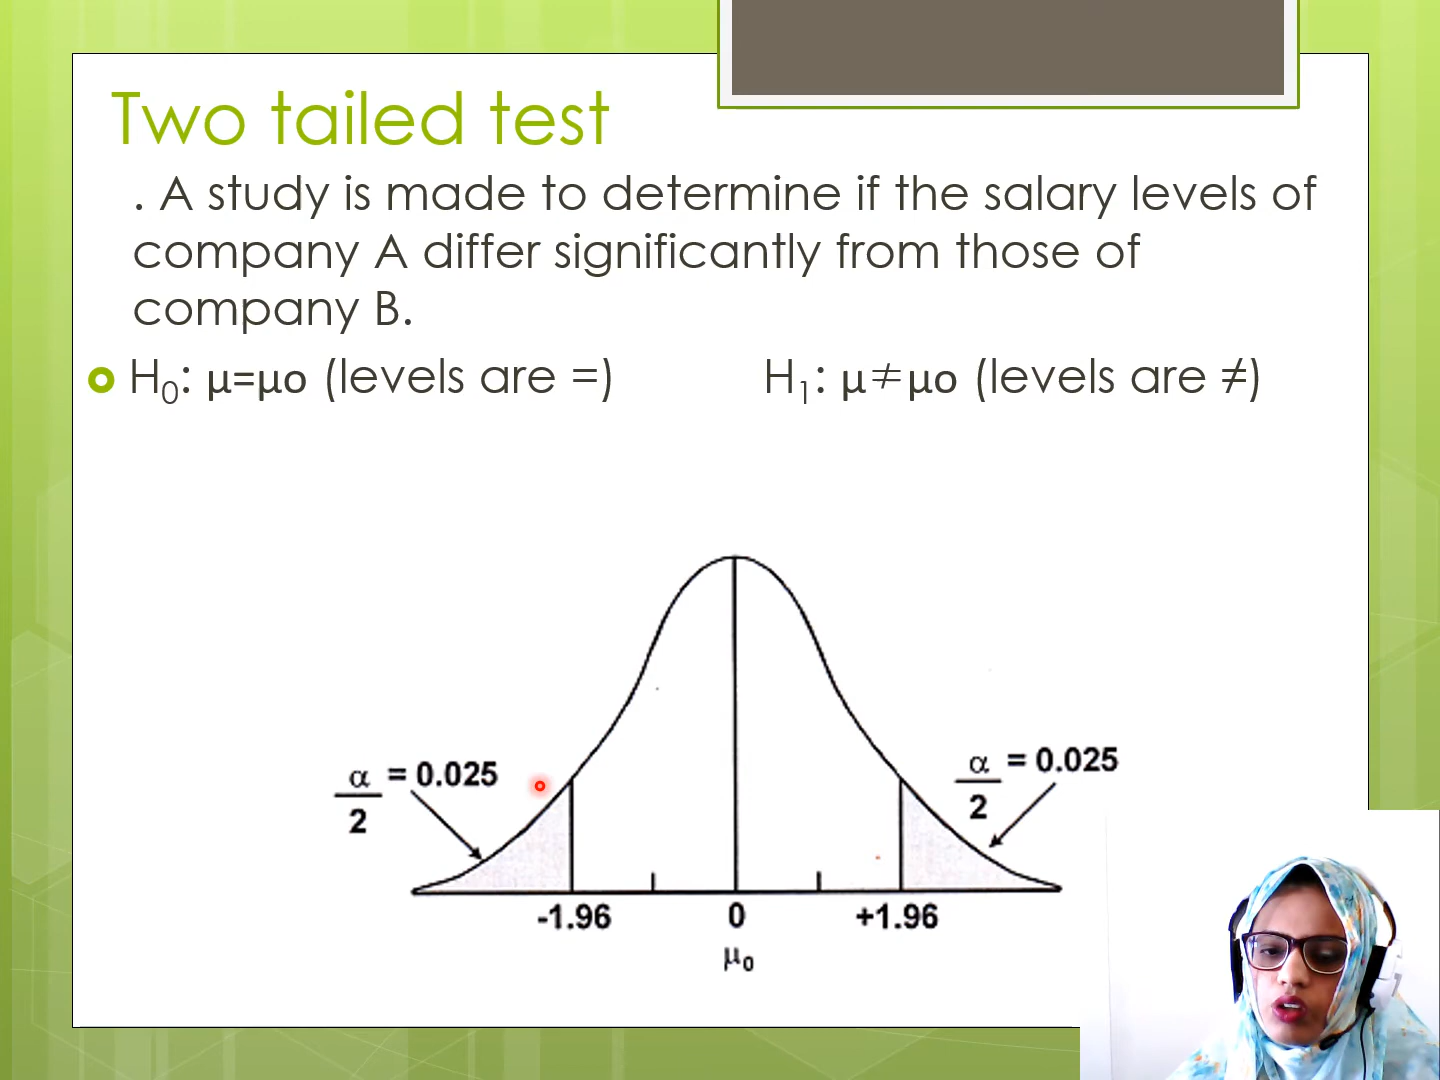 Two tailed test
. A study is made to determine if the salary levels of
company A differ significantly from those of
company B.
H₀: μ=μo (levels are =) H₁: μ≠μo (levels are ≠)
α/2 = 0.025
α/2 = 0.025
-1.96 0 +1.96
μ₀